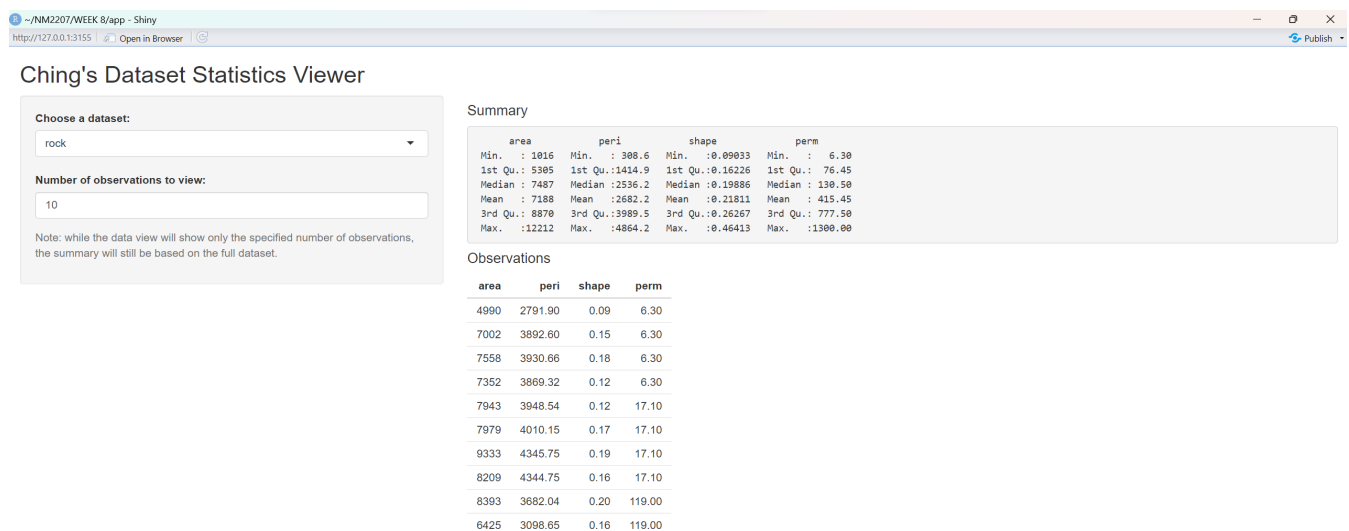 ~/NM2207/WEEK 8/app - Shiny
http://127.0.0.1:3155 Open in Browser Publish
Ching's Dataset Statistics Viewer
Choose a dataset:
rock
Number of observations to view:
10
Note: while the data view will show only the specified number of observations,
the summary will still be based on the full dataset.
Summary
area peri shape perm
Min. : 1016 Min. : 308.6 Min. :0.09033 Min. : 6.30
1st Qu.: 5305 1st Qu.:1414.9 1st Qu.:0.16226 1st Qu.: 76.45
Median : 7487 Median :2536.2 Median :0.19886 Median : 130.50
Mean : 7188 Mean :2682.2 Mean :0.21811 Mean : 415.45
3rd Qu.: 8870 3rd Qu.:3989.5 3rd Qu.:0.26267 3rd Qu.: 777.50
Max. :12212 Max. :4864.2 Max. :0.46413 Max. :1300.00
Observations
area peri shape perm
4990 2791.90 0.09 6.30
7002 3892.60 0.15 6.30
7558 3930.66 0.18 6.30
7352 3869.32 0.12 6.30
7943 3948.54 0.12 17.10
7979 4010.15 0.17 17.10
9333 4345.75 0.19 17.10
8209 4344.75 0.16 17.10
8393 3682.04 0.20 119.00
6425 3098.65 0.16 119.00